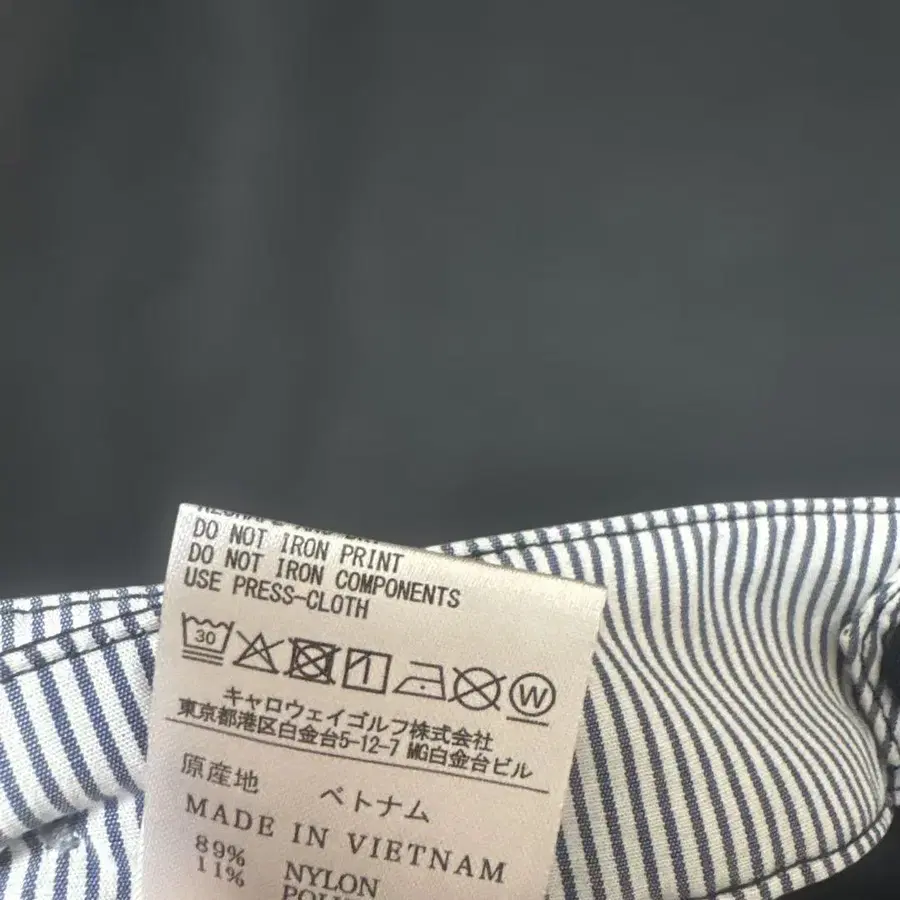 DO NOT IRON PRINT
DO NOT IRON COMPONENTS
USE PRESS-CLOTH
30
W
キャロウェイゴルフ株式会社
東京都港区白金台5-12-7 MG白金台ビル
原産地 ベトナム
MADE IN VIETNAM
89% NYLON
11%